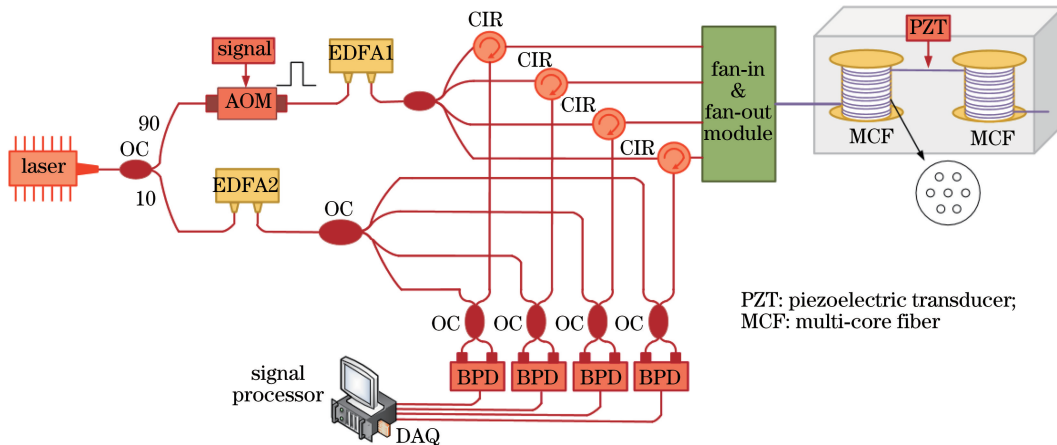 CIR
signal
EDFA1
CIR
PZT
AOM
CIR
fan-in
&
fan-out
module
90
OC
MCF
MCF
CIR
laser
10
EDFA2
OC
PZT: piezoelectric transducer;
MCF: multi-core fiber
OC
OC
OC
OC
BPD
BPD
BPD
BPD
signal
processor
DAQ